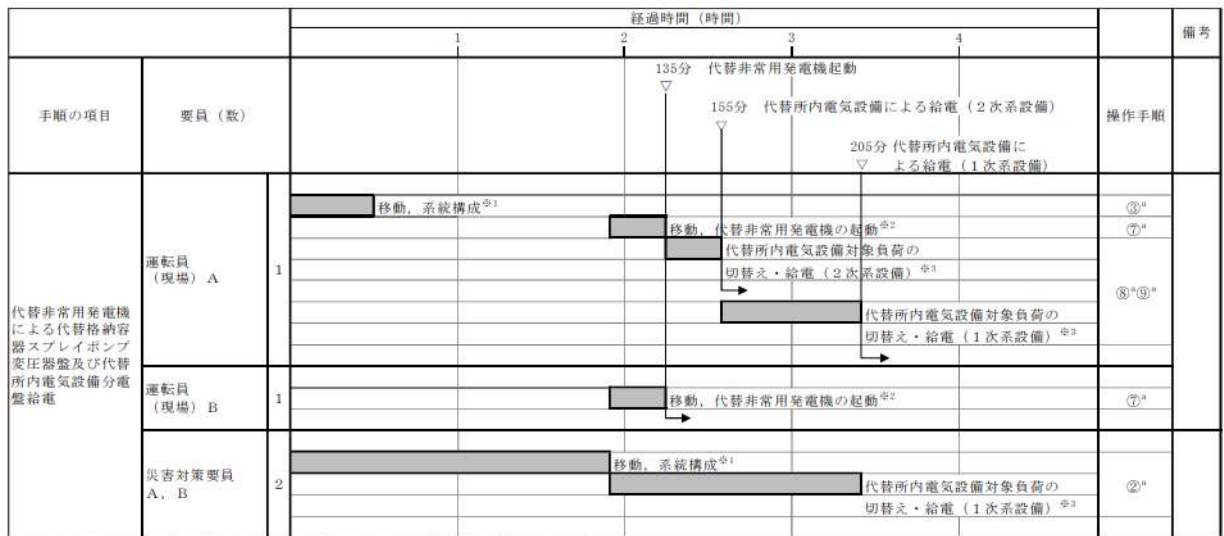 経過時間（時間）
備考
1
2
3
4
手順の項目
要員（数）
操作手順
135分 代替非常用発電機起動
▽
155分 代替所内電気設備による給電（２次系設備）
▽
205分 代替所内電気設備に
▽ よる給電（１次系設備）
代替非常用発電機
による代替格納容
器スプレイポンプ
変圧器盤及び代替
所内電気設備分電
盤給電
運転員
（現場）A
1
移動，系統構成※1
③a
移動，代替非常用発電機の起動※2
⑦a
代替所内電気設備対象負荷の
切替え・給電（２次系設備）※3
⑧a⑨a
代替所内電気設備対象負荷の
切替え・給電（１次系設備）※3
運転員
（現場）B
1
移動，代替非常用発電機の起動※2
⑦a
災害対策要員
A，B
2
移動，系統構成※1
代替所内電気設備対象負荷の
切替え・給電（１次系設備）※3
②a